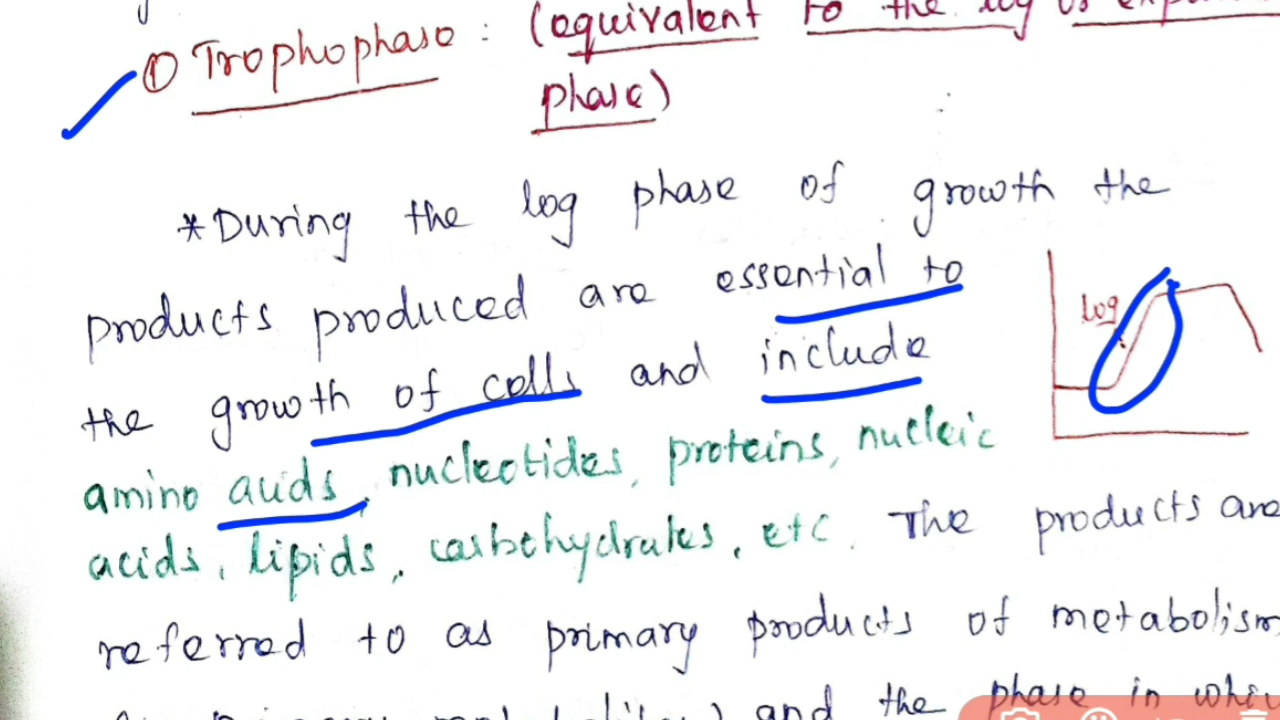 ① Trophophase : (equivalent to the log or
phase)
*During the log phase of growth the
products produced are essential to
the growth of cells and include
log
amino acids, nucleotides, proteins, nucleic
acids, lipids, carbohydrates, etc. The products are
referred to as primary products of metabolism
and the phase in